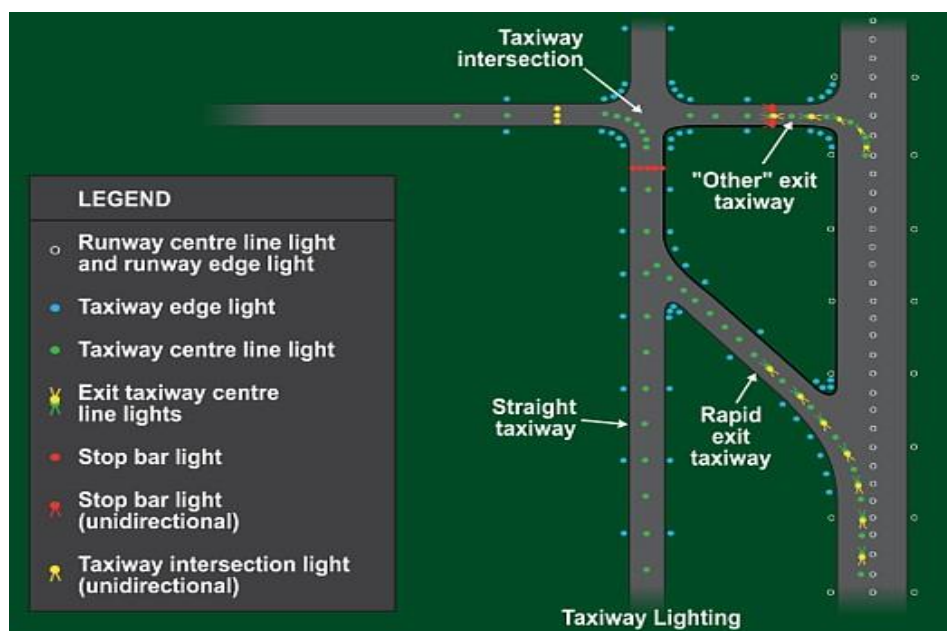 Taxiway
intersection
"Other" exit
taxiway
LEGEND
Runway centre line light
and runway edge light
Taxiway edge light
Taxiway centre line light
Exit taxiway centre
line lights
Stop bar light
Stop bar light
(unidirectional)
Taxiway intersection light
(unidirectional)
Straight
taxiway
Rapid
exit
taxiway
Taxiway Lighting